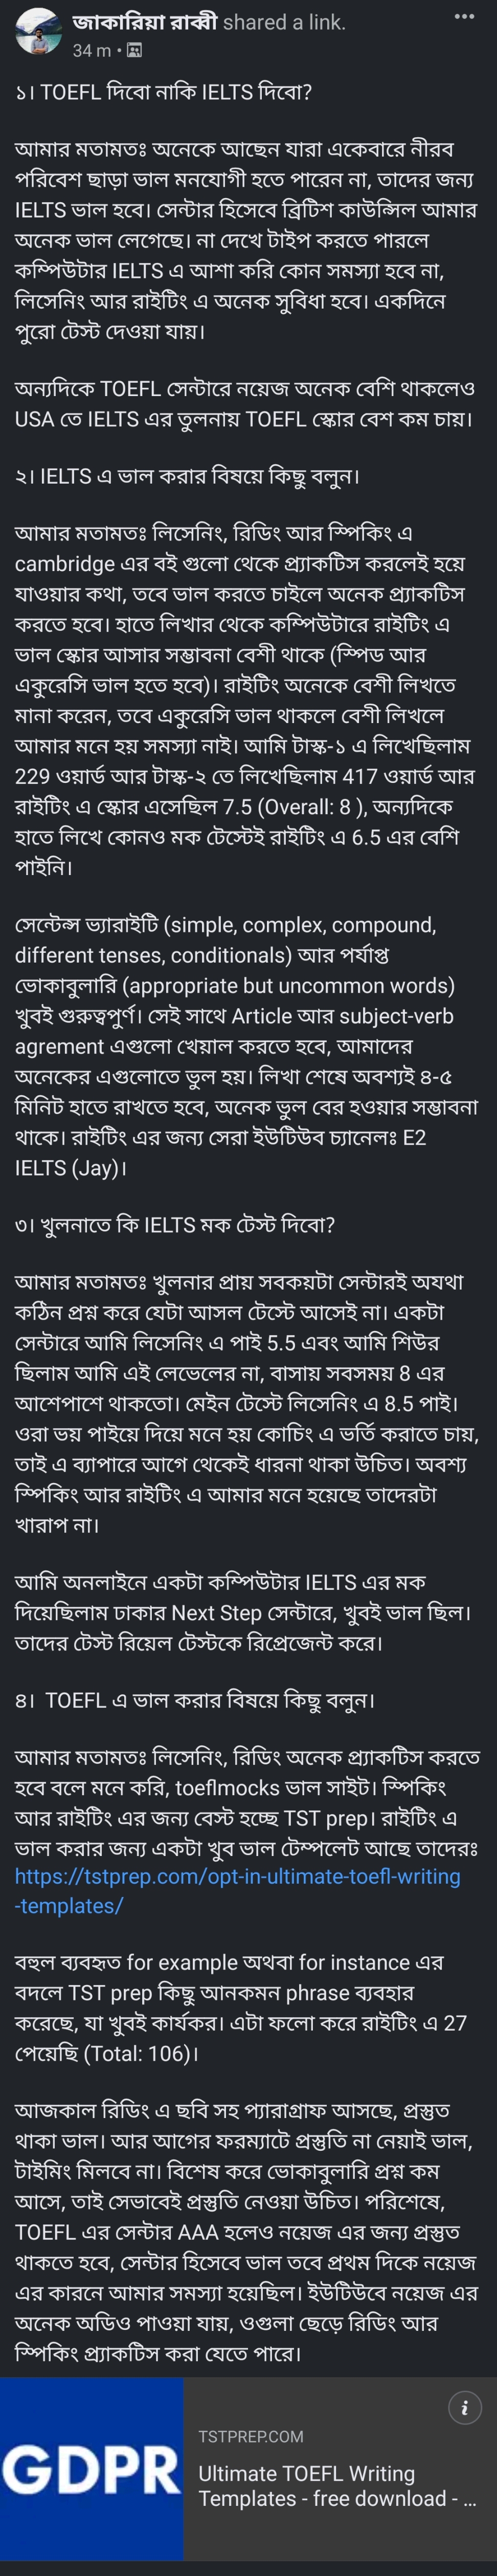 জাকারিয়া রাব্বী shared a link.
34 m •
১। TOEFL দিবো নাকি IELTS দিবো?
আমার মতামতঃ অনেকে আছেন যারা একেবারে নীরব
পরিবেশ ছাড়া ভাল মনযোগী হতে পারেন না, তাদের জন্য
IELTS ভাল হবে। সেন্টার হিসেবে ব্রিটিশ কাউন্সিল আমার
অনেক ভাল লেগেছে। না দেখে টাইপ করতে পারলে
কম্পিউটার IELTS এ আশা করি কোন সমস্যা হবে না,
লিসেনিং আর রাইটিং এ অনেক সুবিধা হবে। একদিনে
পুরো টেস্ট দেওয়া যায়।
অন্যদিকে TOEFL সেন্টারে নয়েজ অনেক বেশি থাকলেও
USA তে IELTS এর তুলনায় TOEFL স্কোর বেশ কম চায়।
২। IELTS এ ভাল করার বিষয়ে কিছু বলুন।
আমার মতামতঃ লিসেনিং, রিডিং আর স্পিকিং এ
cambridge এর বই গুলো থেকে প্র্যাকটিস করলেই হয়ে
যাওয়ার কথা, তবে ভাল করতে চাইলে অনেক প্র্যাকটিস
করতে হবে। হাতে লিখার থেকে কম্পিউটারে রাইটিং এ
ভাল স্কোর আসার সম্ভাবনা বেশী থাকে (স্পিড আর
একুরেসি ভাল হতে হবে)। রাইটিং অনেকে বেশী লিখতে
মানা করেন, তবে একুরেসি ভাল থাকলে বেশী লিখলে
আমার মনে হয় সমস্যা নাই। আমি টাস্ক-১ এ লিখেছিলাম
229 ওয়ার্ড আর টাস্ক-২ তে লিখেছিলাম 417 ওয়ার্ড আর
রাইটিং এ স্কোর এসেছিল 7.5 (Overall: 8 ), অন্যদিকে
হাতে লিখে কোনও মক টেস্টেই রাইটিং এ 6.5 এর বেশি
পাইনি।
সেন্টেন্স ভ্যারাইটি (simple, complex, compound,
different tenses, conditionals) আর পর্যাপ্ত
ভোকাবুলারি (appropriate but uncommon words)
খুবই গুরুত্বপুর্ণ। সেই সাথে Article আর subject-verb
agrement এগুলো খেয়াল করতে হবে, আমাদের
অনেকের এগুলোতে ভুল হয়। লিখা শেষে অবশ্যই ৪-৫
মিনিট হাতে রাখতে হবে, অনেক ভুল বের হওয়ার সম্ভাবনা
থাকে। রাইটিং এর জন্য সেরা ইউটিউব চ্যানেলঃ E2
IELTS (Jay)।
৩। খুলনাতে কি IELTS মক টেস্ট দিবো?
আমার মতামতঃ খুলনার প্রায় সবকয়টা সেন্টারই অযথা
কঠিন প্রশ্ন করে যেটা আসল টেস্টে আসেই না। একটা
সেন্টারে আমি লিসেনিং এ পাই 5.5 এবং আমি শিউর
ছিলাম আমি এই লেভেলের না, বাসায় সবসময় 8 এর
আশেপাশে থাকতো। মেইন টেস্টে লিসেনিং এ 8.5 পাই।
ওরা ভয় পাইয়ে দিয়ে মনে হয় কোচিং এ ভর্তি করাতে চায়,
তাই এ ব্যাপারে আগে থেকেই ধারনা থাকা উচিত। অবশ্য
স্পিকিং আর রাইটিং এ আমার মনে হয়েছে তাদেরটা
খারাপ না।
আমি অনলাইনে একটা কম্পিউটার IELTS এর মক
দিয়েছিলাম ঢাকার Next Step সেন্টারে, খুবই ভাল ছিল।
তাদের টেস্ট রিয়েল টেস্টকে রিপ্রেজেন্ট করে।
৪।  TOEFL এ ভাল করার বিষয়ে কিছু বলুন।
আমার মতামতঃ লিসেনিং, রিডিং অনেক প্র্যাকটিস করতে
হবে বলে মনে করি, toeflmocks ভাল সাইট। স্পিকিং
আর রাইটিং এর জন্য বেস্ট হচ্ছে TST prep। রাইটিং এ
ভাল করার জন্য একটা খুব ভাল টেম্পলেট আছে তাদেরঃ
https://tstprep.com/opt-in-ultimate-toefl-writing
-templates/
বহুল ব্যবহৃত for example অথবা for instance এর
বদলে TST prep কিছু আনকমন phrase ব্যবহার
করেছে, যা খুবই কার্যকর। এটা ফলো করে রাইটিং এ 27
পেয়েছি (Total: 106)।
আজকাল রিডিং এ ছবি সহ প্যারাগ্রাফ আসছে, প্রস্তুত
থাকা ভাল। আর আগের ফরম্যাটে প্রস্তুতি না নেয়াই ভাল,
টাইমিং মিলবে না। বিশেষ করে ভোকাবুলারি প্রশ্ন কম
আসে, তাই সেভাবেই প্রস্তুতি নেওয়া উচিত। পরিশেষে,
TOEFL এর সেন্টার AAA হলেও নয়েজ এর জন্য প্রস্তুত
থাকতে হবে, সেন্টার হিসেবে ভাল তবে প্রথম দিকে নয়েজ
এর কারনে আমার সমস্যা হয়েছিল। ইউটিউবে নয়েজ এর
অনেক অডিও পাওয়া যায়, ওগুলা ছেড়ে রিডিং আর
স্পিকিং প্র্যাকটিস করা যেতে পারে।
GDPR
TSTPREP.COM
Ultimate TOEFL Writing
Templates - free download - ...